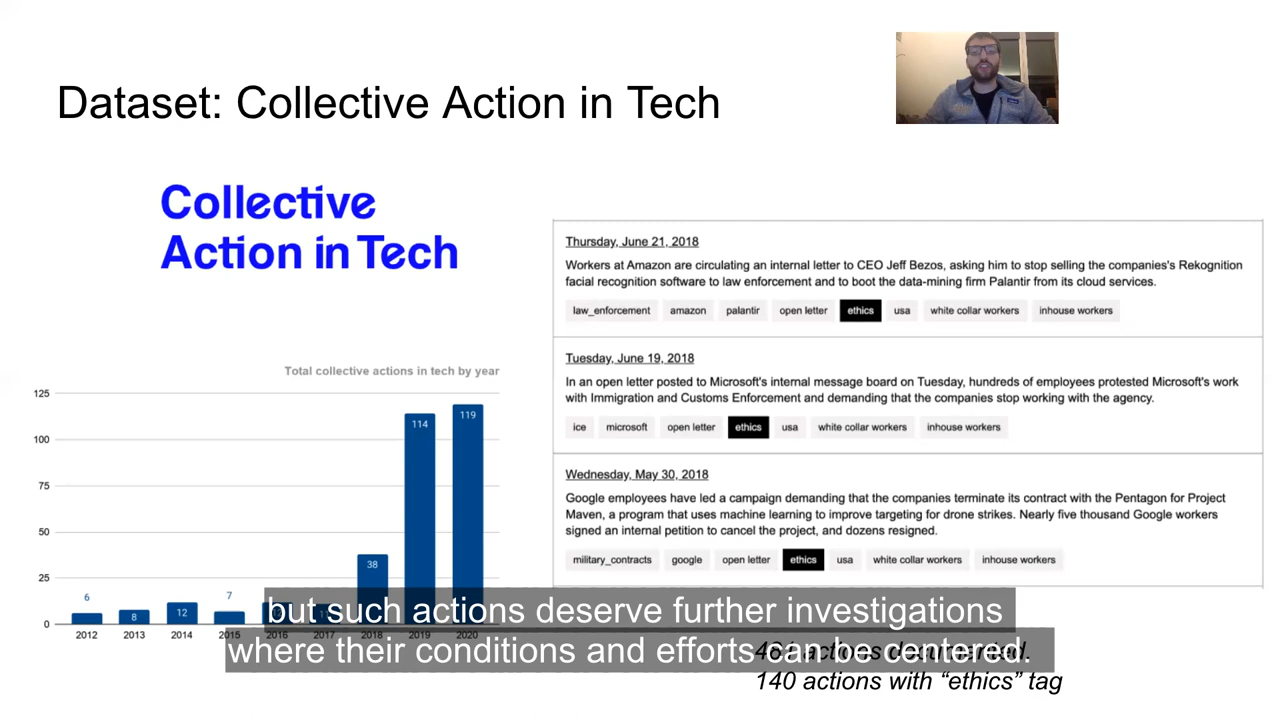 Dataset: Collective Action in Tech
Collective
Action in Tech
Total collective actions in tech by year
125
100
75
50
25
0
6
8
12
7
38
114
119
2012
2013
2014
2015
2016
2017
2018
2019
2020
Thursday, June 21, 2018
Workers at Amazon are circulating an internal letter to CEO Jeff Bezos, asking him to stop selling the companies's Rekognition
facial recognition software to law enforcement and to boot the data-mining firm Palantir from its cloud services.
law_enforcement amazon palantir open letter ethics usa white collar workers inhouse workers
Tuesday, June 19, 2018
In an open letter posted to Microsoft's internal message board on Tuesday, hundreds of employees protested Microsoft's work
with Immigration and Customs Enforcement and demanding that the companies stop working with the agency.
ice microsoft open letter ethics usa white collar workers inhouse workers
Wednesday, May 30, 2018
Google employees have led a campaign demanding that the companies terminate its contract with the Pentagon for Project
Maven, a program that uses machine learning to improve targeting for drone strikes. Nearly five thousand Google workers
signed an internal petition to cancel the project, and dozens resigned.
military_contracts google open letter ethics usa white collar workers inhouse workers
but such actions deserve further investigations
where their conditions and efforts can be centered.
actions documented.
140 actions with “ethics” tag